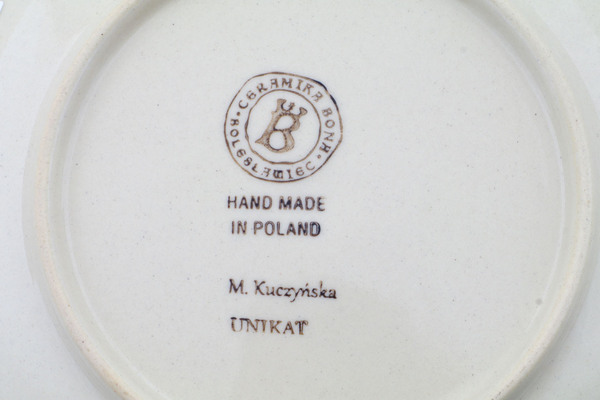 CERAMIKA BONA
BOLESŁAWIEC
B
HAND MADE
IN POLAND
M. Kuczyńska
UNIKAT